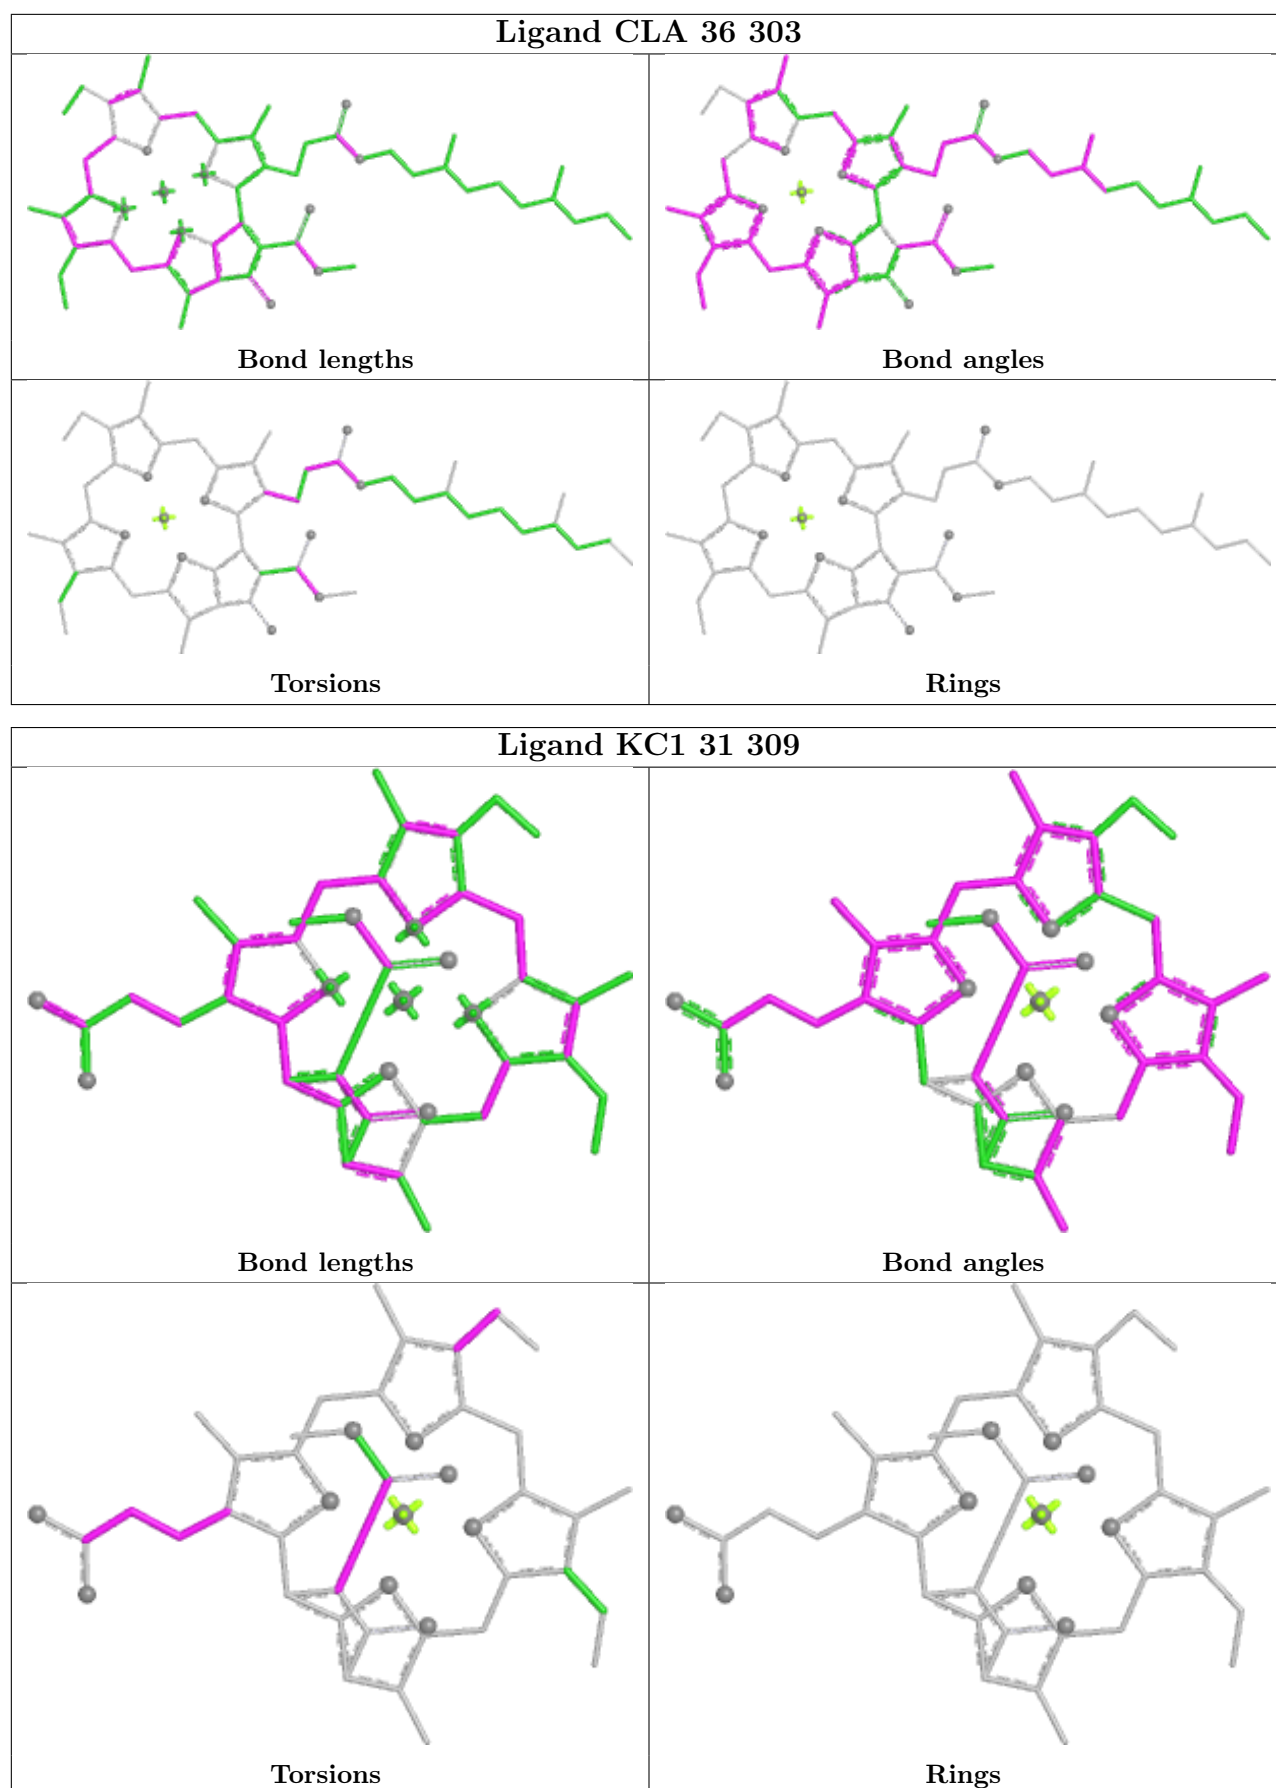 Ligand CLA 36 303
Bond lengths
Bond angles
Torsions
Rings
Ligand KC1 31 309
Bond lengths
Bond angles
Torsions
Rings